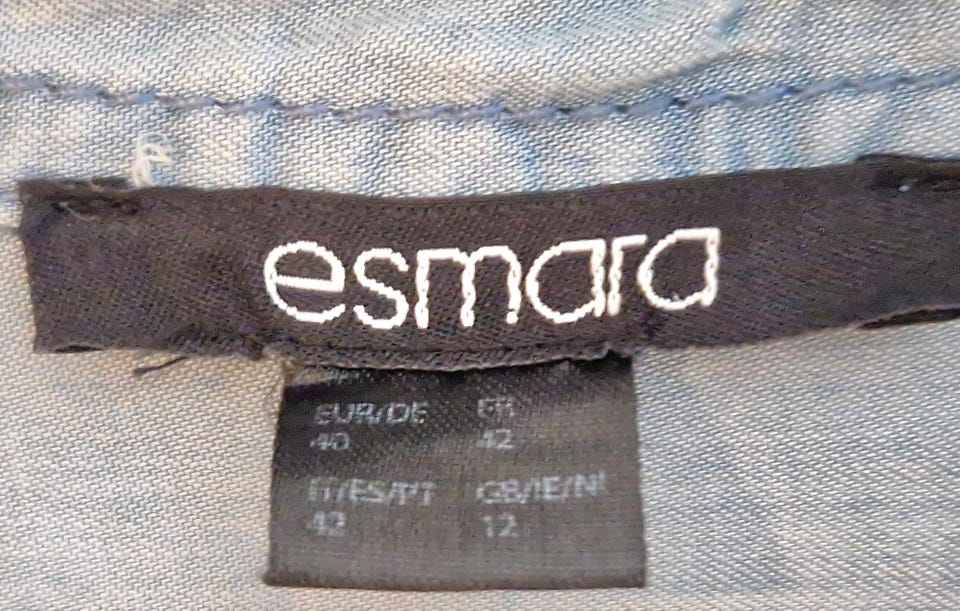 esmara
EUR/DE FR
40 42
IT/ES/PT GB/IE/NI
42 12